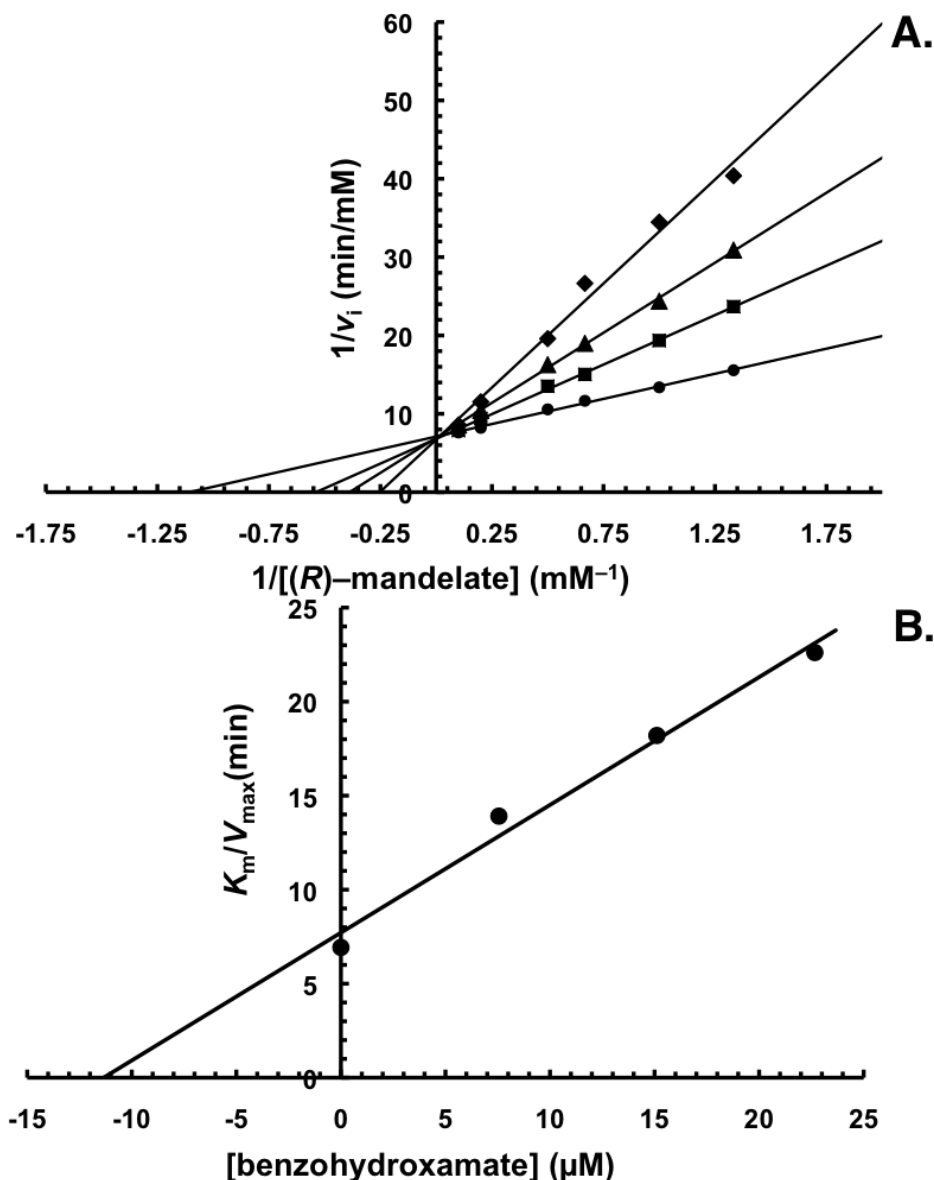 A.
60
50
40
30
20
10
0
1/vi (min/mM)
-1.75 -1.25 -0.75 -0.25 0.25 0.75 1.25 1.75
1/[(R)–mandelate] (mM⁻¹)
B.
25
20
15
10
5
0
Km/Vmax(min)
-15 -10 -5 0 5 10 15 20 25
[benzohydroxamate] (µM)